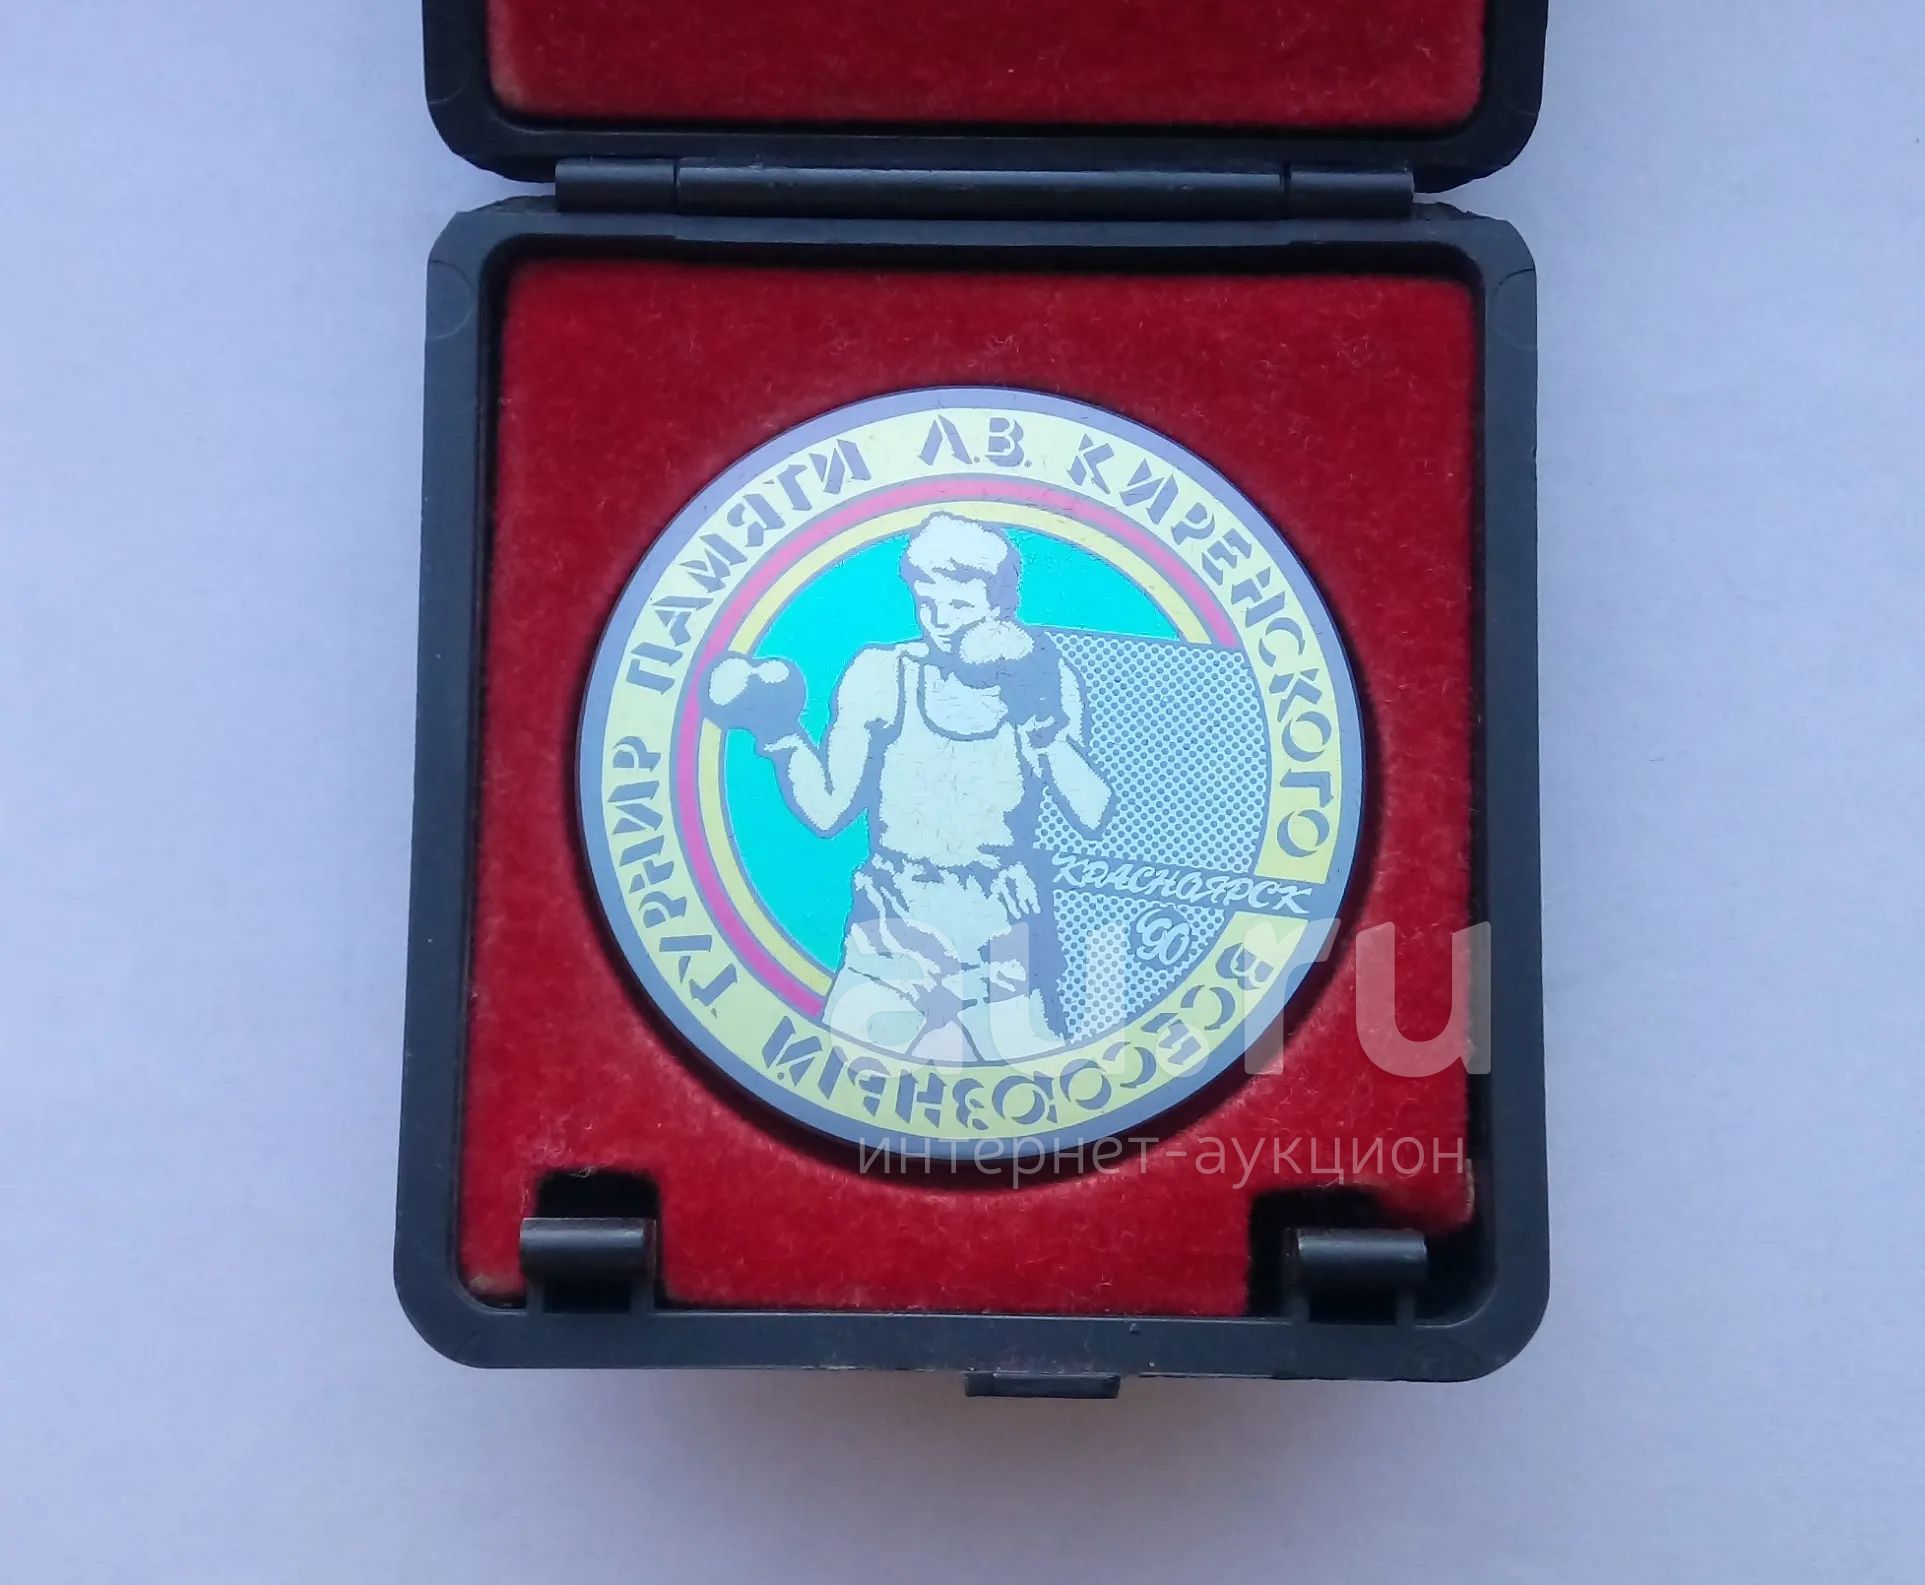 ВСЕСОЮЗНЫЙ ТУРНИР ПАМЯТИ Л.В. КИРЕНСКОГО
КРАСНОЯРСК
90
au.ru
интернет-аукцион